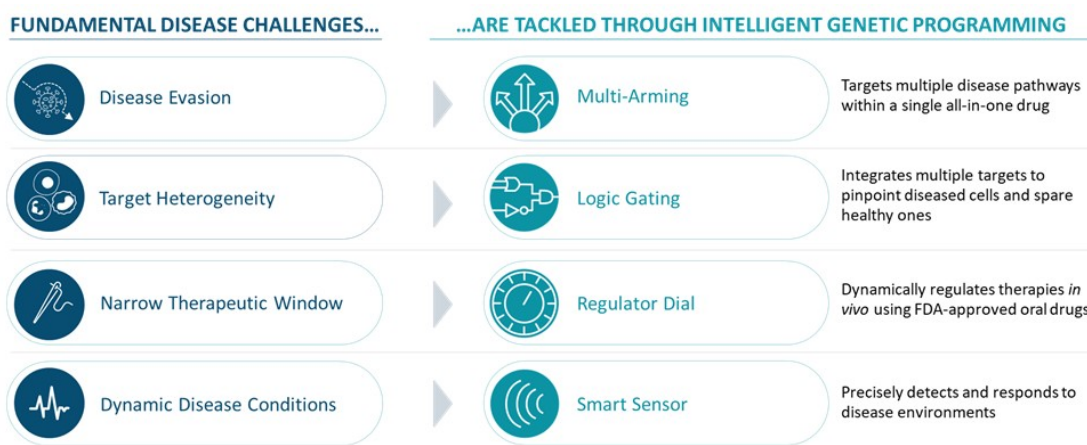 FUNDAMENTAL DISEASE CHALLENGES...
...ARE TACKLED THROUGH INTELLIGENT GENETIC PROGRAMMING
Disease Evasion
Multi-Arming
Targets multiple disease pathways
within a single all-in-one drug
Target Heterogeneity
Logic Gating
Integrates multiple targets to
pinpoint diseased cells and spare
healthy ones
Narrow Therapeutic Window
Regulator Dial
Dynamically regulates therapies in
vivo using FDA-approved oral drugs
Dynamic Disease Conditions
Smart Sensor
Precisely detects and responds to
disease environments